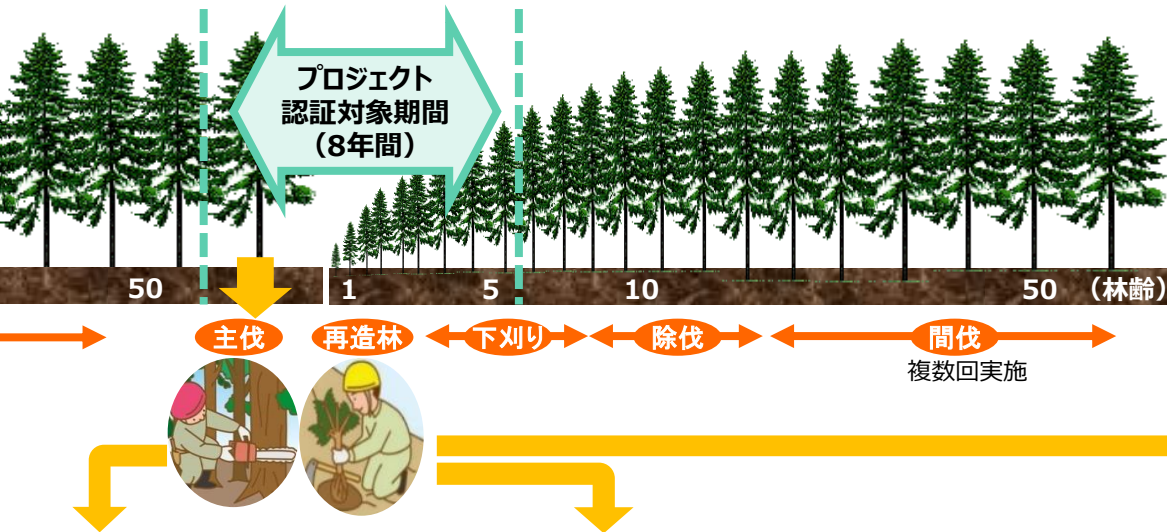 プロジェクト
認証対象期間
（8年間）
50 1 5 10 50 （林齢）
主伐 再造林 下刈り 除伐 間伐
複数回実施